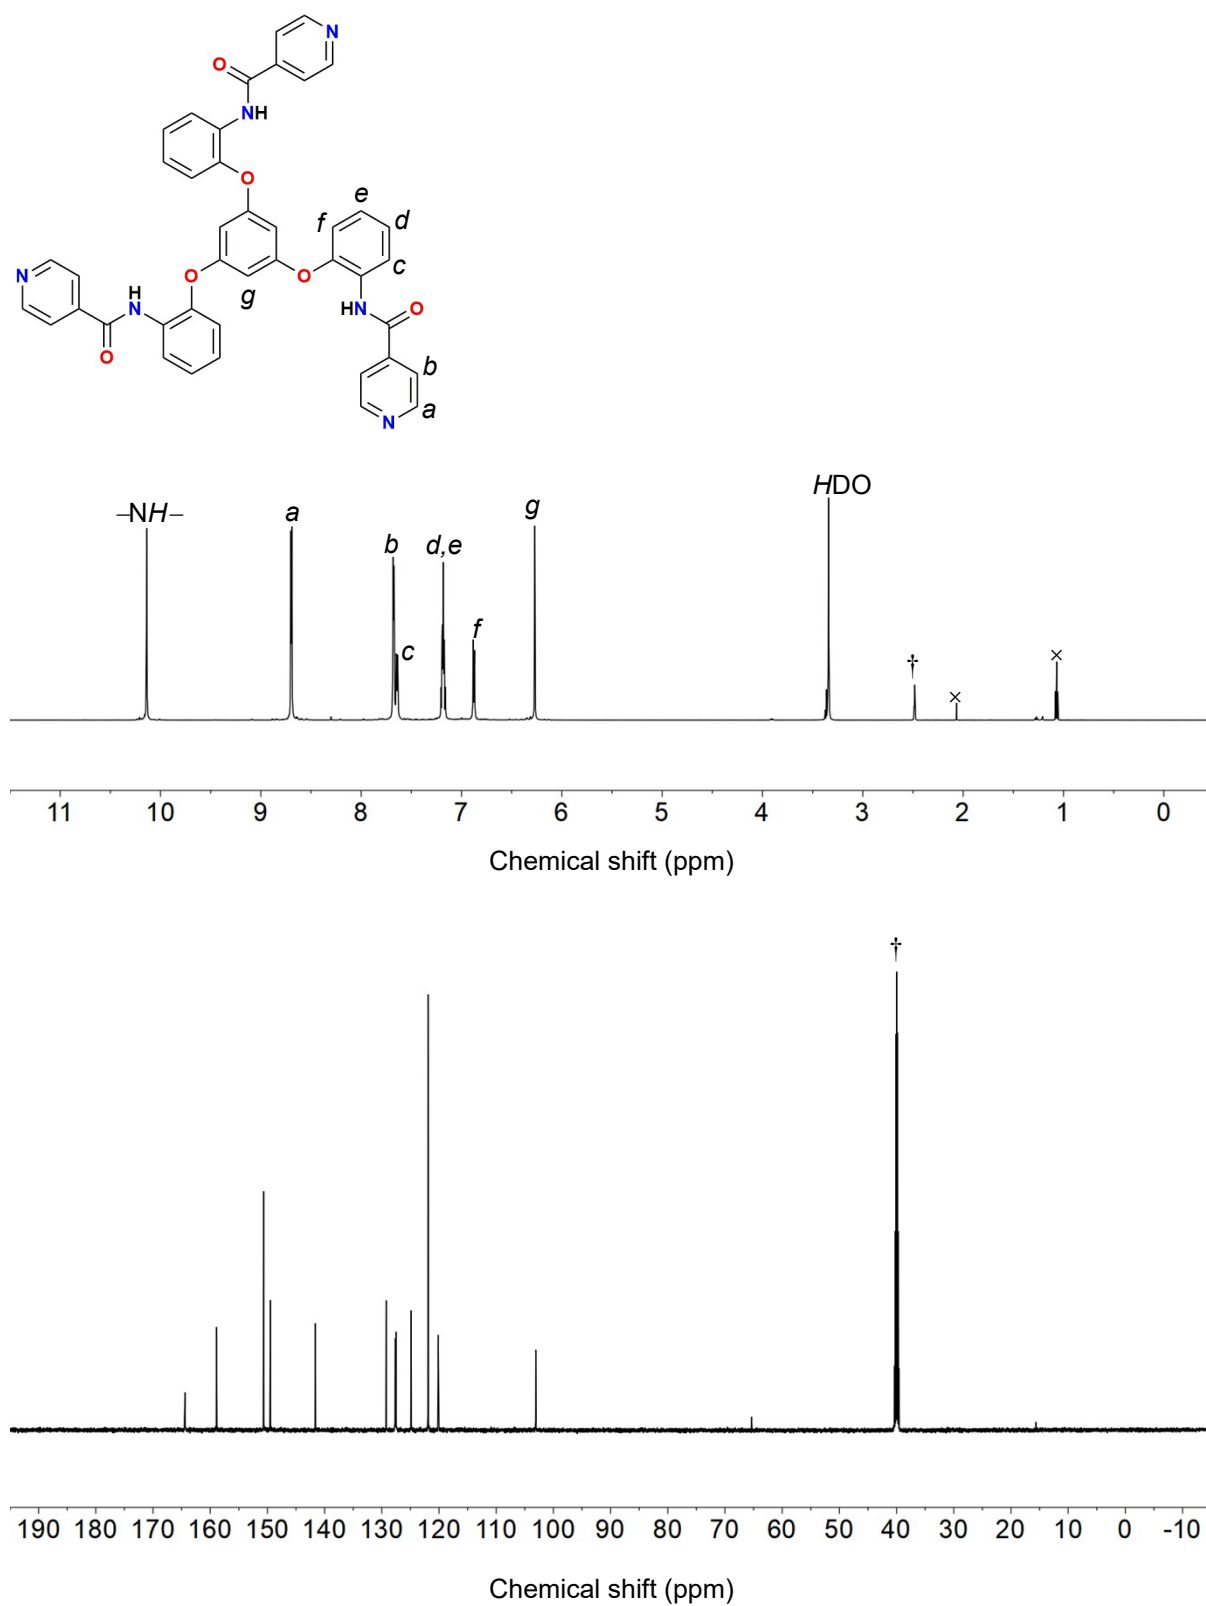 N
O
NH
O
e
f
d
c
N
O
O
g
H
N
HN
O
O
b
a
N
HDO
–NH–
a
g
b
d,e
c
f
†
×
×
11 10 9 8 7 6 5 4 3 2 1 0
Chemical shift (ppm)
†
190 180 170 160 150 140 130 120 110 100 90 80 70 60 50 40 30 20 10 0 -10
Chemical shift (ppm)